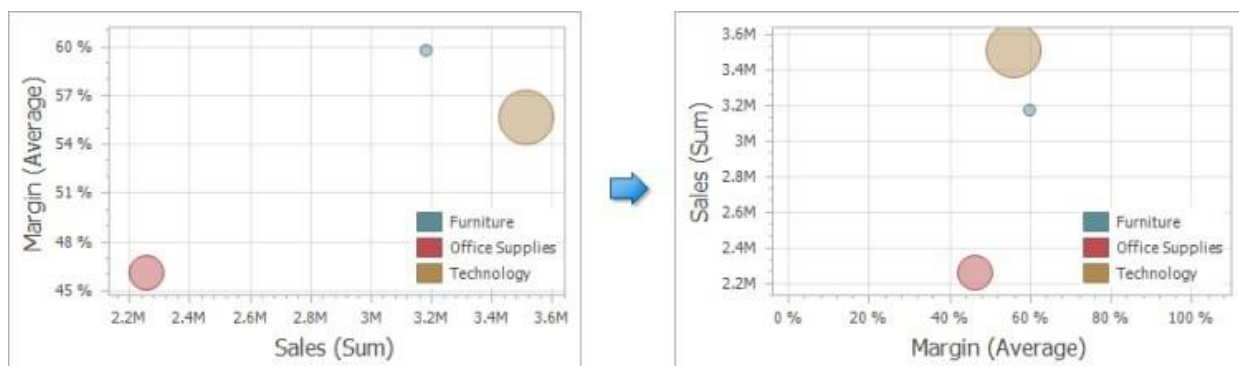 Margin (Average)
60 %
57 %
54 %
51 %
48 %
45 %
Furniture
Office Supplies
Technology
2.2M 2.4M 2.6M 2.8M 3M 3.2M 3.4M 3.6M
Sales (Sum)
Sales (Sum)
3.6M
3.4M
3.2M
3M
2.8M
2.6M
2.4M
2.2M
Furniture
Office Supplies
Technology
0 % 20 % 40 % 60 % 80 % 100 %
Margin (Average)